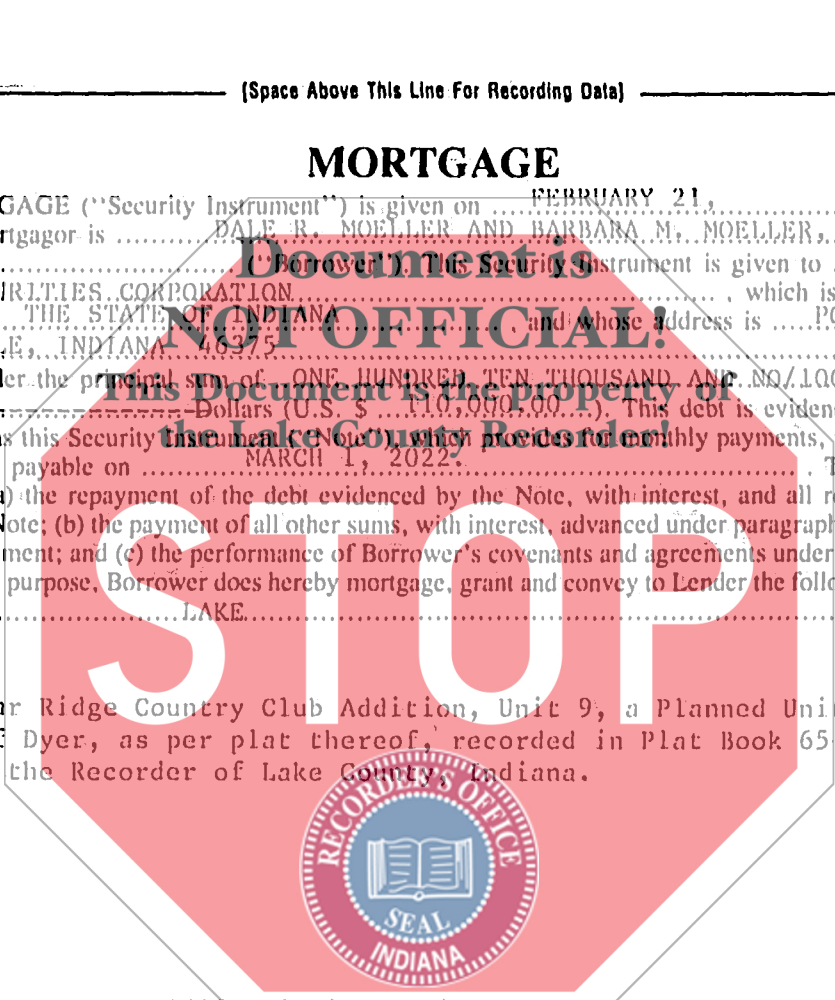 (Space Above This Line For Recording Data)
MORTGAGE
GAGE (“Security Instrument”) is given on FEBRUARY 21,
rtgagor is DALE R. MOELLER AND BARBARA M. MOELLER,
Document is
("Borrower"). This Security Instrument is given to
RITIES CORPORATION , which is
NOT OFFICIAL!
THE STATE OF INDIANA , and whose address is PO
LE, INDIANA 46375
This Document is the property of
er the principal sum of ONE HUNDRED TEN THOUSAND AND NO/100
---------------Dollars (U.S. $ 110,000.00 ). This debt is eviden
the Lake County Recorder!
s this Security Instrument ("Note"), which provides for monthly payments,
payable on MARCH 1, 2022.
) the repayment of the debt evidenced by the Note, with interest, and all
ote; (b) the payment of all other sums, with interest, advanced under paragraph
ment; and (c) the performance of Borrower's covenants and agreements under
purpose, Borrower does hereby mortgage, grant and convey to Lender the follo
LAKE
STOP
r Ridge Country Club Addition, Unit 9, a Planned Uni
Dyer, as per plat thereof, recorded in Plat Book 65
the Recorder of Lake County, Indiana.
RECORDER'S OFFICE
SEAL
INDIANA